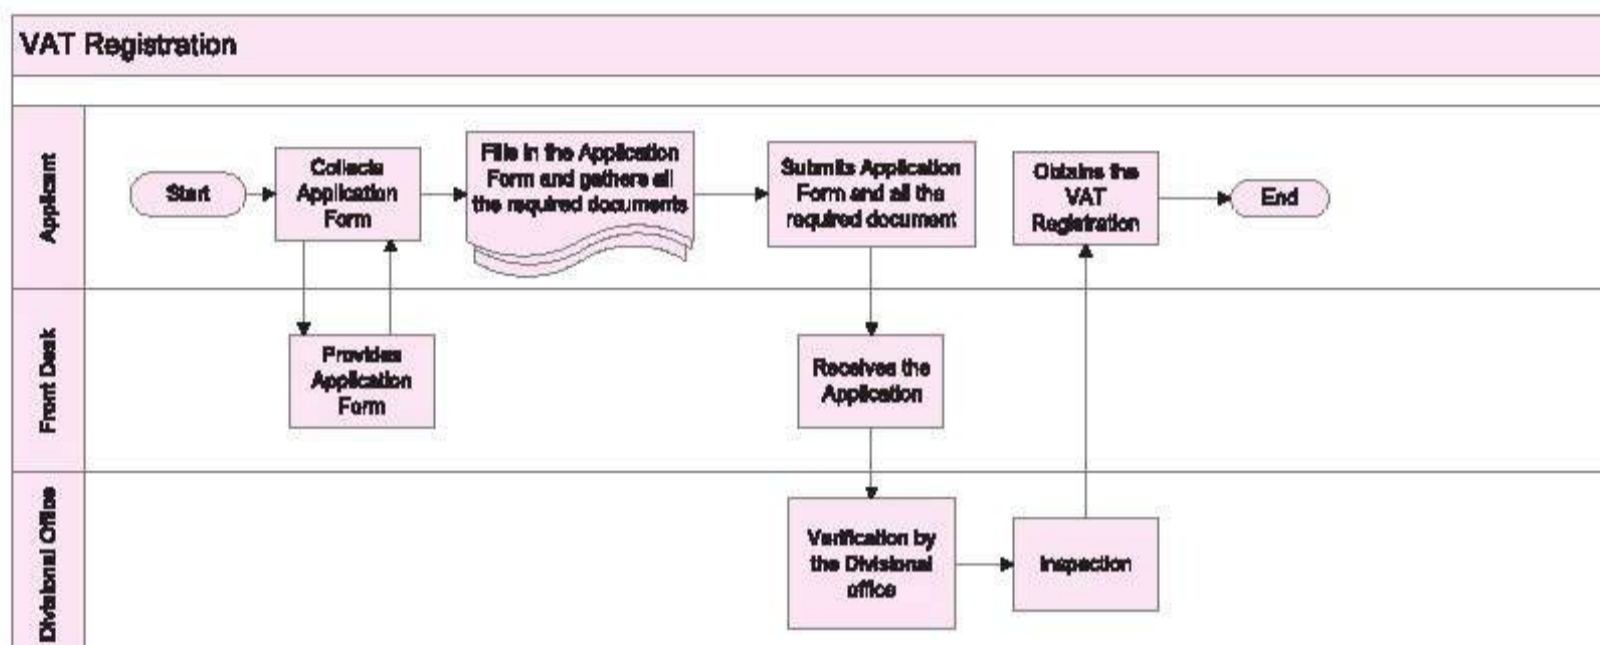 VAT Registration
Applicant
Start
Collects
Application
Form
Fills in the Application
Form and gathers all
the required documents
Submits Application
Form and all the
required document
Obtains the
VAT
Registration
End
Front Desk
Provides
Application
Form
Receives the
Application
Divisional Office
Verification by
the Divisional
office
Inspection